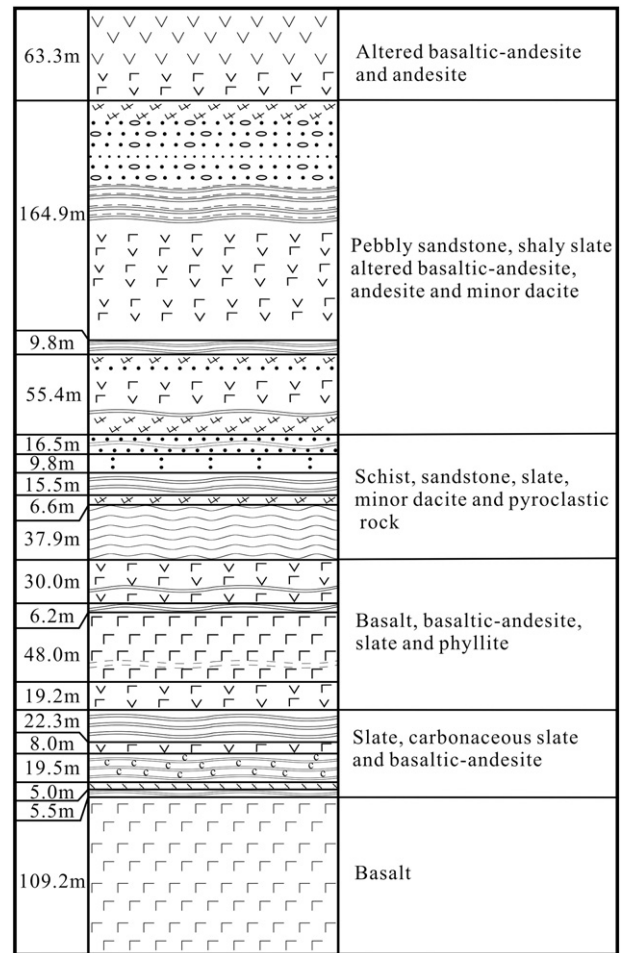 63.3m
Altered basaltic-andesite
and andesite
164.9m
Pebbly sandstone, shaly slate
altered basaltic-andesite,
andesite and minor dacite
9.8m
55.4m
16.5m
9.8m
15.5m
6.6m
37.9m
Schist, sandstone, slate,
minor dacite and pyroclastic
rock
30.0m
6.2m
48.0m
19.2m
Basalt, basaltic-andesite,
slate and phyllite
22.3m
8.0m
19.5m
5.0m
Slate, carbonaceous slate
and basaltic-andesite
5.5m
109.2m
Basalt